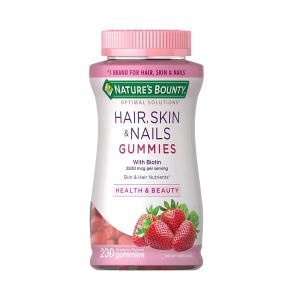 #1 BRAND FOR HAIR, SKIN & NAILS
NATURE'S BOUNTY®
OPTIMAL SOLUTIONS®
HAIR, SKIN
& NAILS
GUMMIES
With Biotin
2500 mcg per serving
Skin & Hair Nutrients
HEALTH & BEAUTY
230
gummies